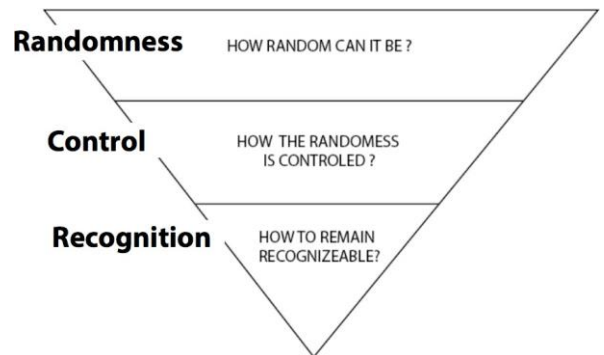 Randomness
HOW RANDOM CAN IT BE ?
Control
HOW THE RANDOMESS
IS CONTROLED ?
Recognition
HOW TO REMAIN
RECOGNIZEABLE?